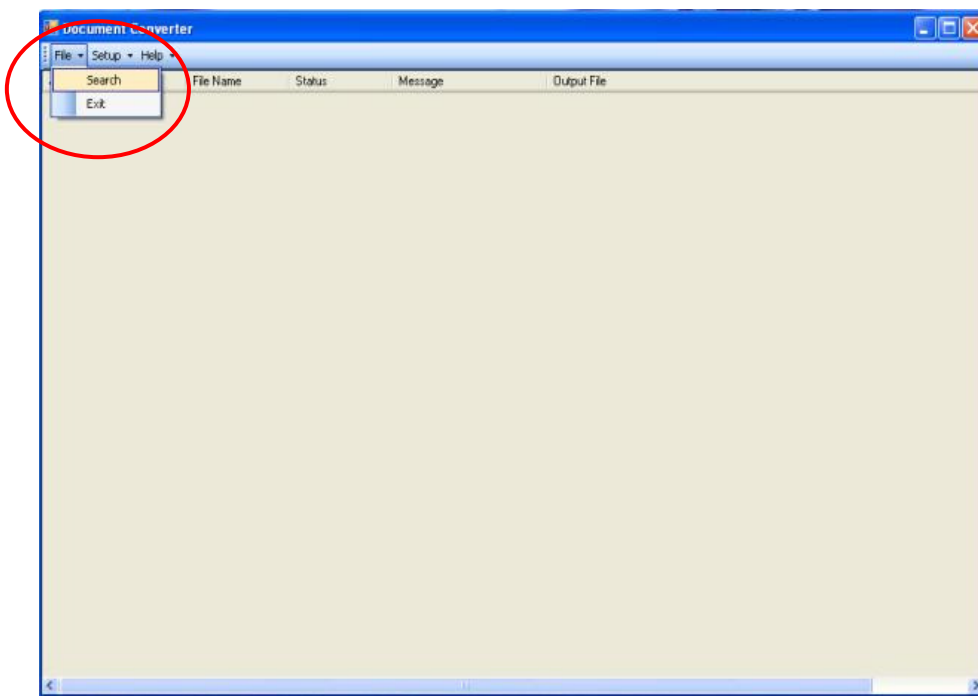 Document Converter
File Setup Help
Search
File Name Status Message Output File
Exit